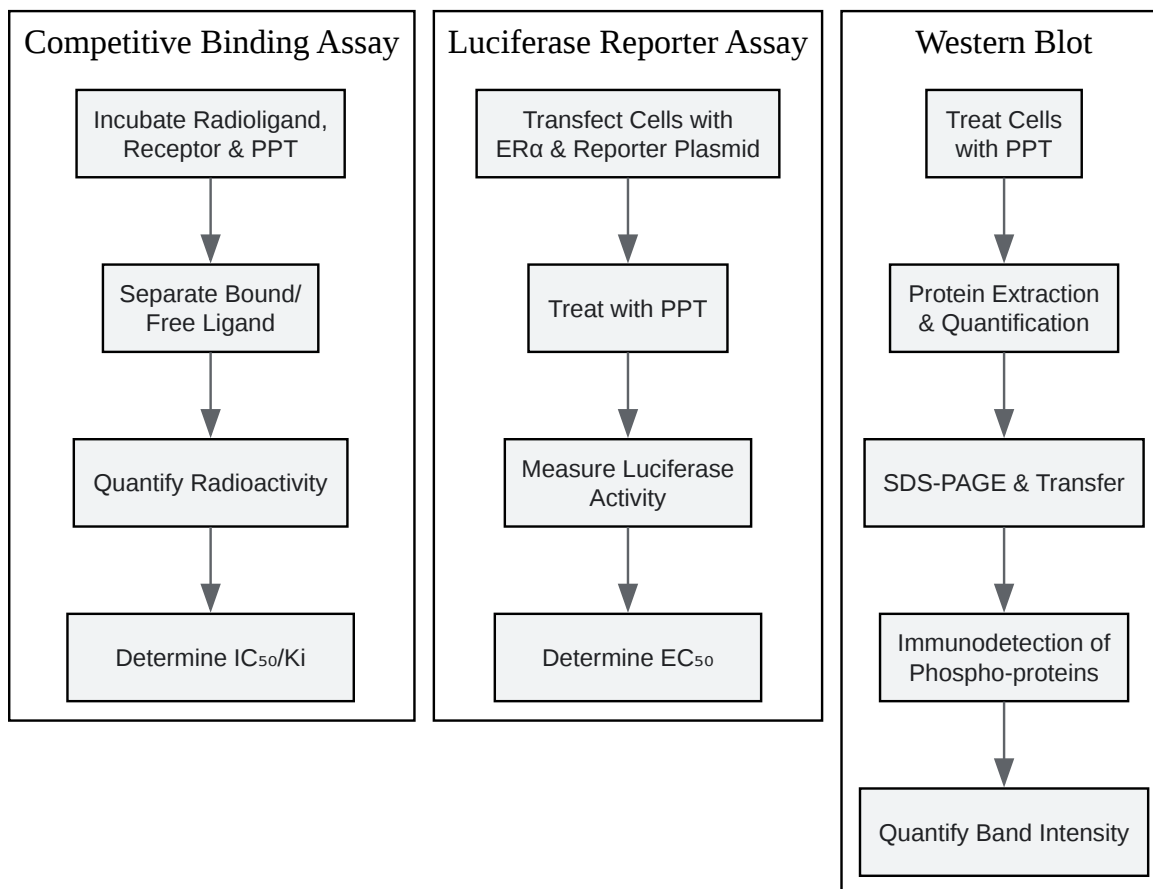 Competitive Binding Assay
Incubate Radioligand,
Receptor & PPT
Separate Bound/
Free Ligand
Quantify Radioactivity
Determine IC₅₀/Ki
Luciferase Reporter Assay
Transfect Cells with
ERα & Reporter Plasmid
Treat with PPT
Measure Luciferase
Activity
Determine EC₅₀
Western Blot
Treat Cells
with PPT
Protein Extraction
& Quantification
SDS-PAGE & Transfer
Immunodetection of
Phospho-proteins
Quantify Band Intensity